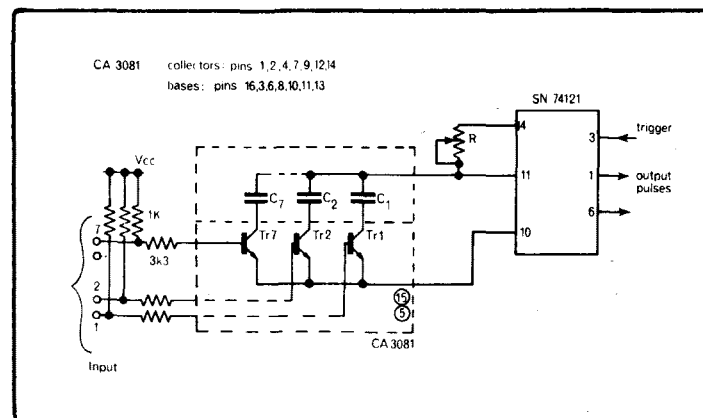 CA 3081 collectors: pins 1,2,4,7,9,12,14
bases: pins 16,3,6,8,10,11,13
SN 74121
Vcc
1K
7
3k3
2
1
Input
C7
C2
C1
Tr7
Tr2
Tr1
15
5
CA 3081
R
14
11
10
3
1
6
trigger
output
pulses